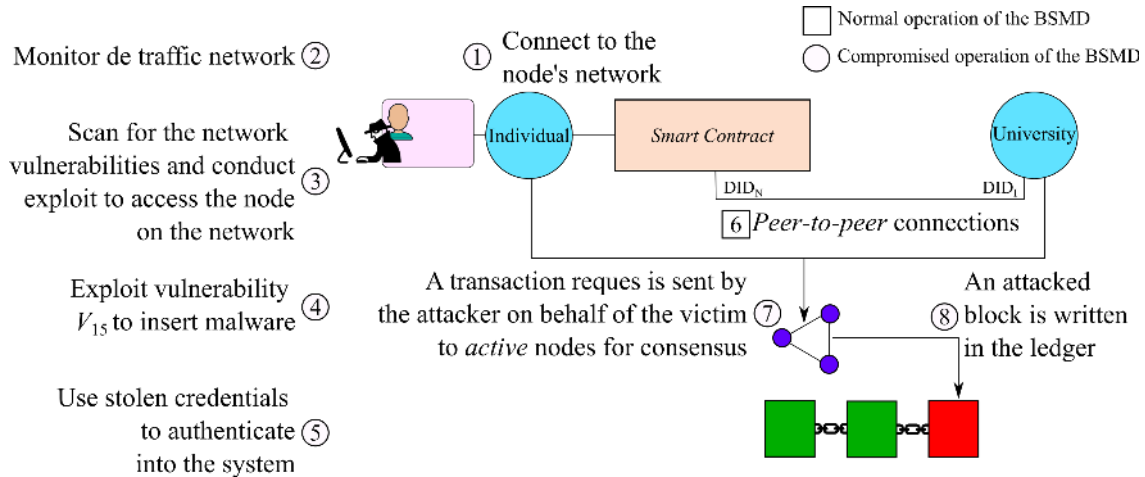 Normal operation of the BSMD
Compromised operation of the BSMD
1 Connect to the
node's network
Monitor de traffic network 2
Scan for the network
vulnerabilities and conduct
exploit to access the node
on the network
3
Individual
Smart Contract
University
DID_N
DID_I
6 Peer-to-peer connections
Exploit vulnerability
V_15 to insert malware
4
A transaction reques is sent by
the attacker on behalf of the victim
to active nodes for consensus
7
An attacked
block is written
in the ledger
8
Use stolen credentials
to authenticate
into the system
5